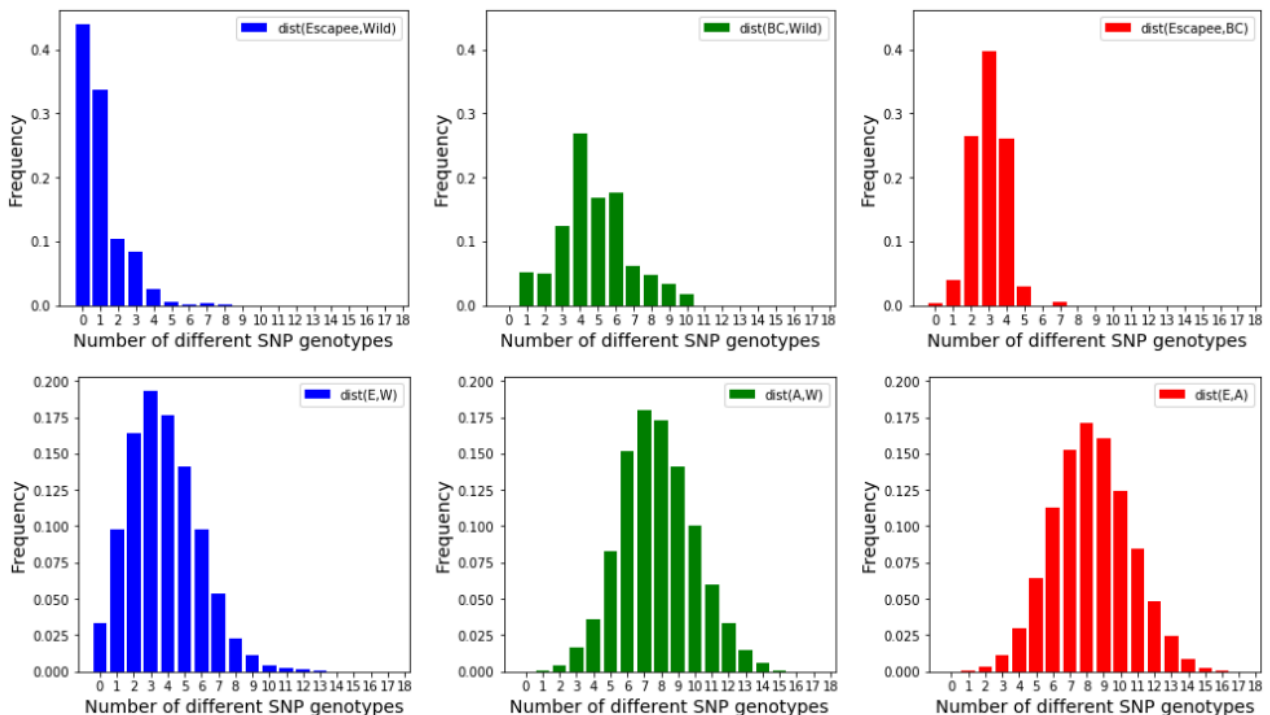 dist(Escapee,Wild)
0.4
0.3
0.2
0.1
0.0
Frequency
0 1 2 3 4 5 6 7 8 9 10 11 12 13 14 15 16 17 18
Number of different SNP genotypes
dist(BC,Wild)
0.4
0.3
0.2
0.1
0.0
Frequency
0 1 2 3 4 5 6 7 8 9 10 11 12 13 14 15 16 17 18
Number of different SNP genotypes
dist(Escapee,BC)
0.4
0.3
0.2
0.1
0.0
Frequency
0 1 2 3 4 5 6 7 8 9 10 11 12 13 14 15 16 17 18
Number of different SNP genotypes
dist(E,W)
0.200
0.175
0.150
0.125
0.100
0.075
0.050
0.025
0.000
Frequency
0 1 2 3 4 5 6 7 8 9 10 11 12 13 14 15 16 17 18
Number of different SNP genotypes
dist(A,W)
0.200
0.175
0.150
0.125
0.100
0.075
0.050
0.025
0.000
Frequency
0 1 2 3 4 5 6 7 8 9 10 11 12 13 14 15 16 17 18
Number of different SNP genotypes
dist(E,A)
0.200
0.175
0.150
0.125
0.100
0.075
0.050
0.025
0.000
Frequency
0 1 2 3 4 5 6 7 8 9 10 11 12 13 14 15 16 17 18
Number of different SNP genotypes